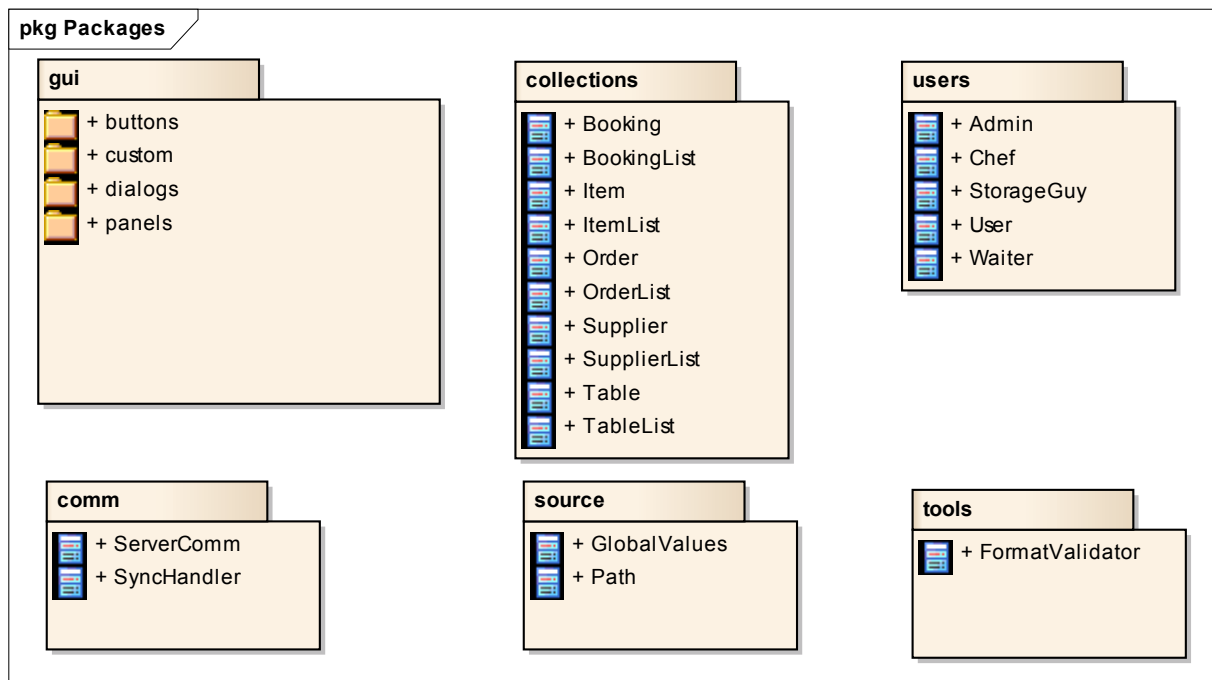 pkg Packages
gui
+ buttons
+ custom
+ dialogs
+ panels
collections
+ Booking
+ BookingList
+ Item
+ ItemList
+ Order
+ OrderList
+ Supplier
+ SupplierList
+ Table
+ TableList
users
+ Admin
+ Chef
+ StorageGuy
+ User
+ Waiter
comm
+ ServerComm
+ SyncHandler
source
+ GlobalValues
+ Path
tools
+ FormatValidator